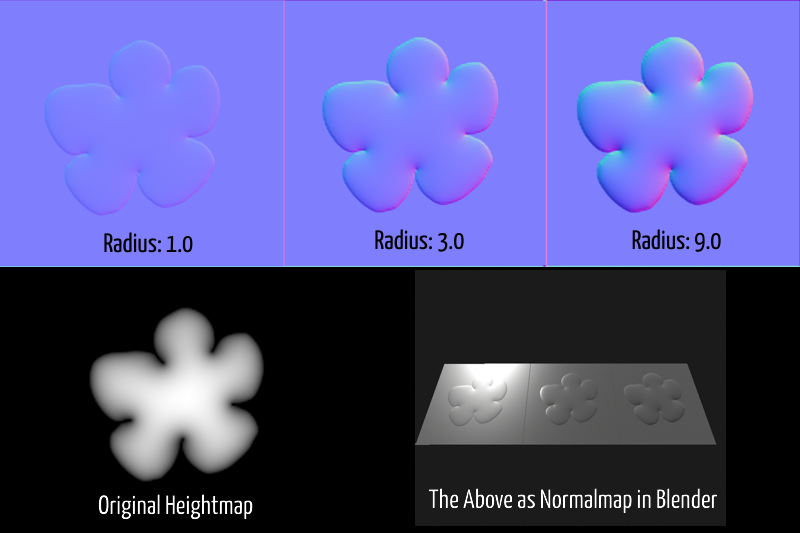 Radius: 1.0
Radius: 3.0
Radius: 9.0
Original Heightmap
The Above as Normalmap in Blender